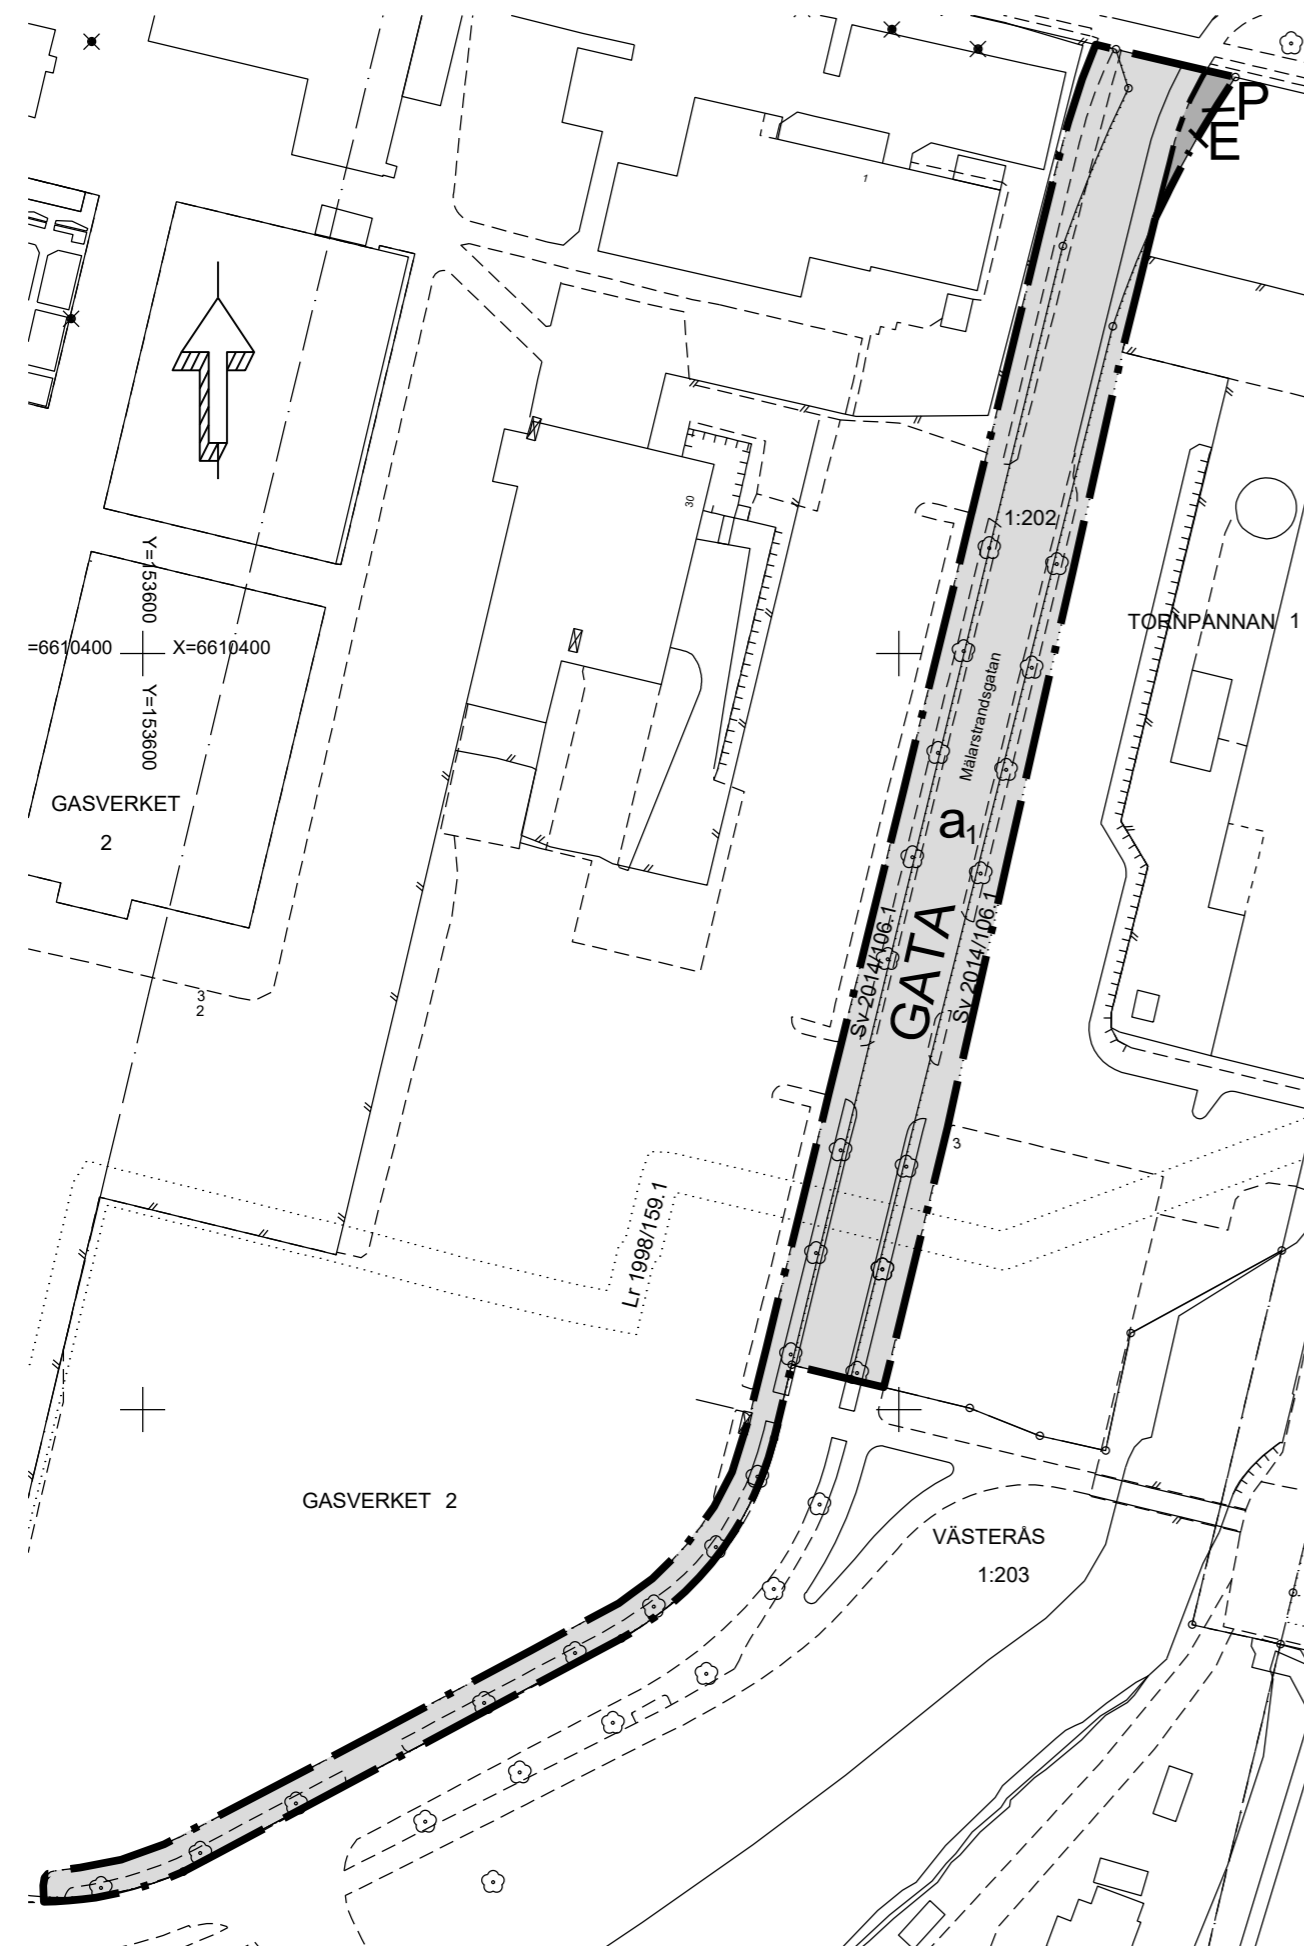 P
E
1
30
1:202
TORNPANNAN 1
Y=153600
=6610400
X=6610400
Y=153600
Mälarstrandsgatan
GASVERKET
2
a1
GATA
Sv 2014/106.1
Sv 2014/106.1
3
2
3
Lr 1998/159.1
GASVERKET 2
VÄSTERÅS
1:203